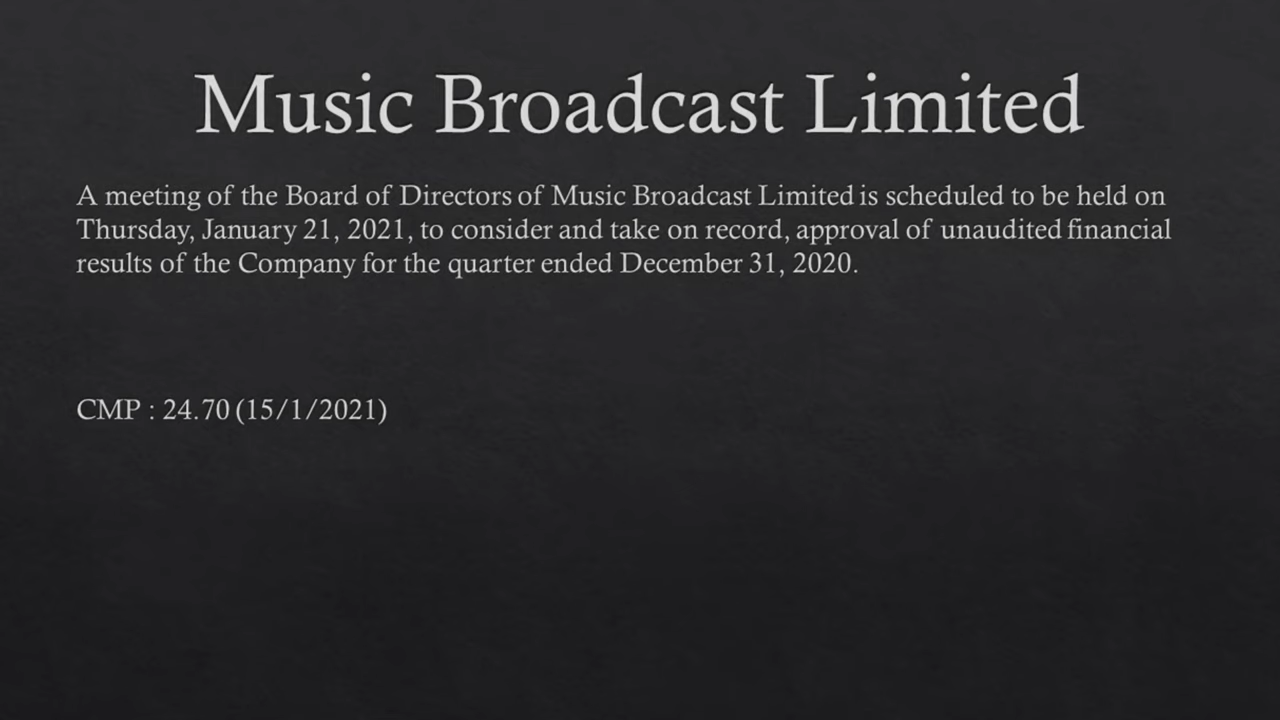 Music Broadcast Limited
A meeting of the Board of Directors of Music Broadcast Limited is scheduled to be held on
Thursday, January 21, 2021, to consider and take on record, approval of unaudited financial
results of the Company for the quarter ended December 31, 2020.
CMP : 24.70 (15/1/2021)